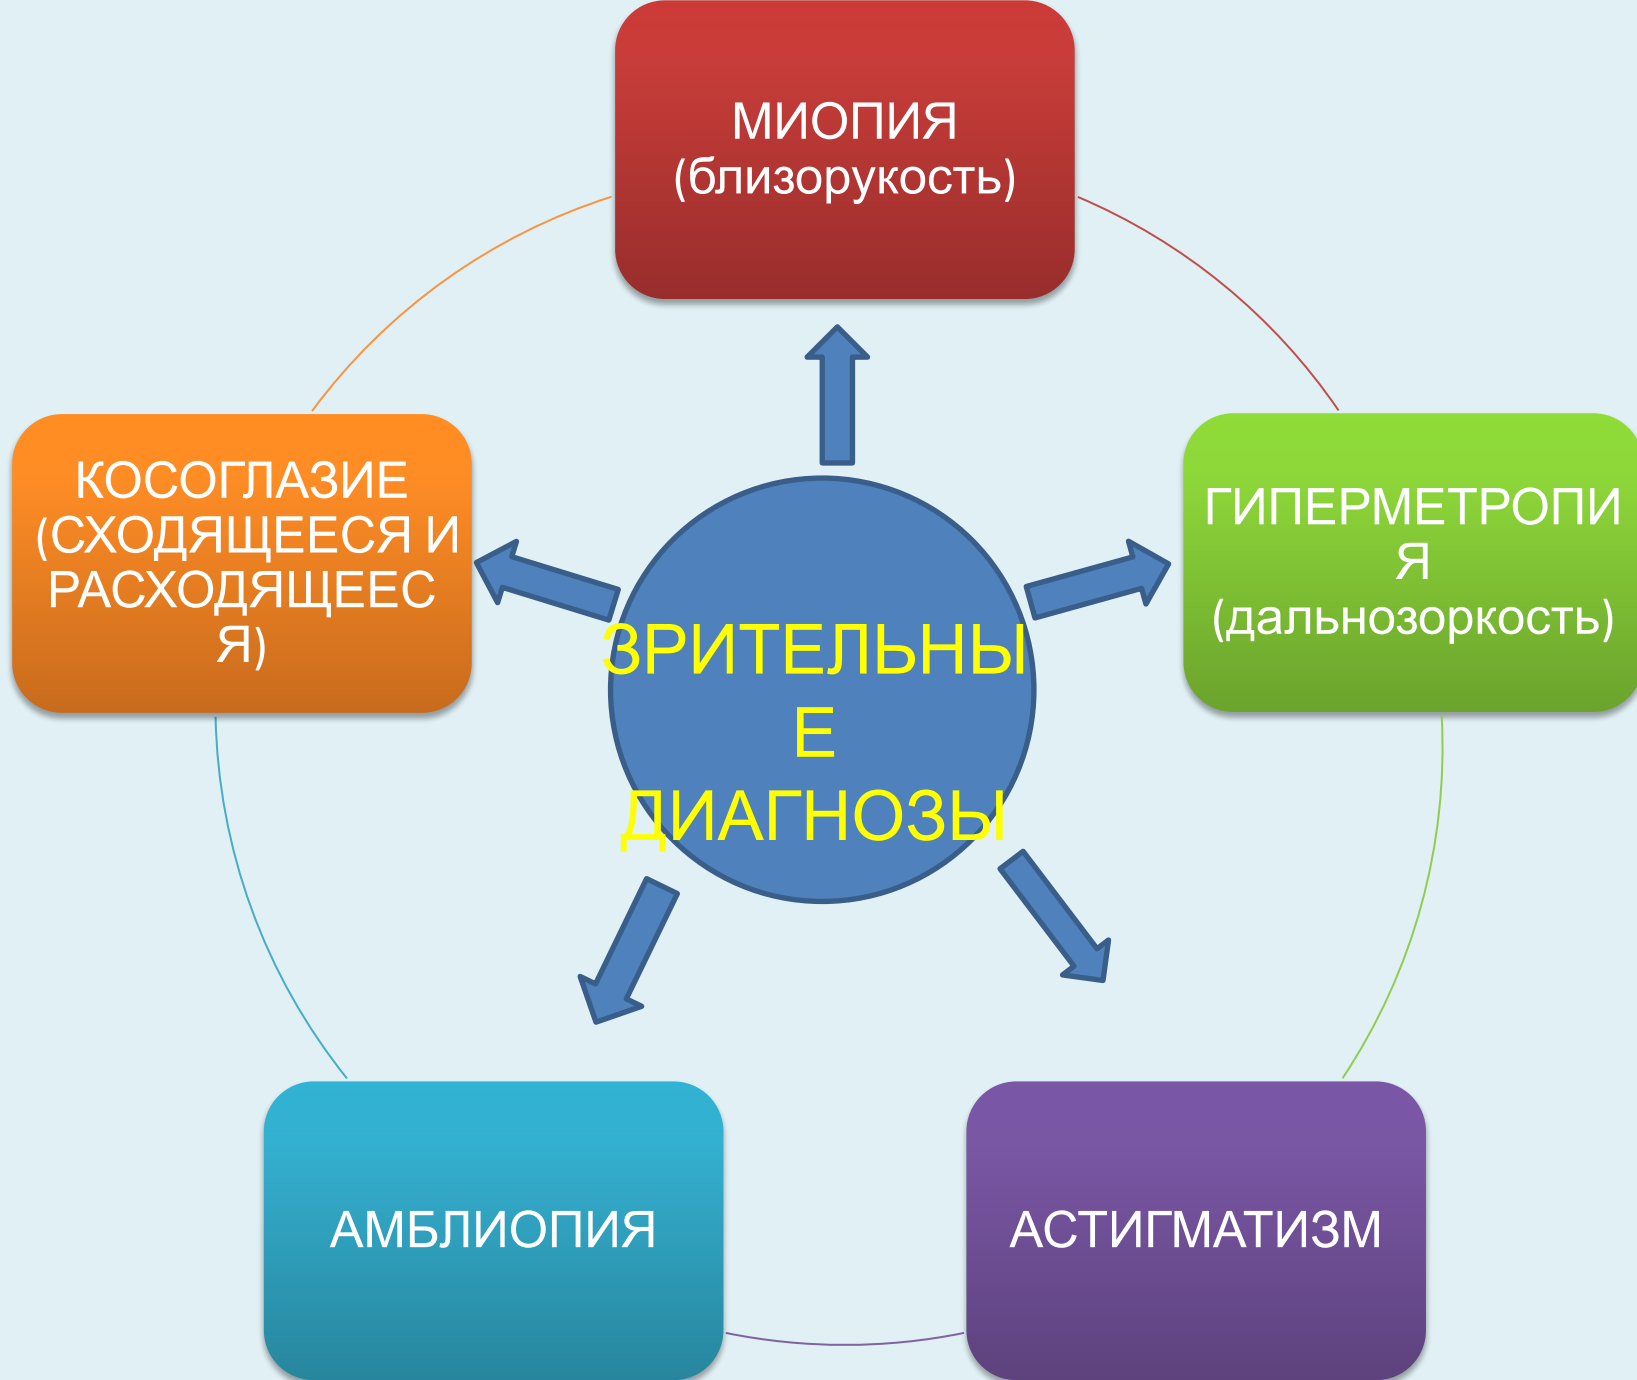 МИОПИЯ
(близорукость)
КОСОГЛАЗИЕ
(СХОДЯЩЕЕСЯ И
РАСХОДЯЩЕЕС
Я)
ГИПЕРМЕТРОПИ
Я
(дальнозоркость)
ЗРИТЕЛЬНЫ
Е
ДИАГНОЗЫ
АМБЛИОПИЯ
АСТИГМАТИЗМ